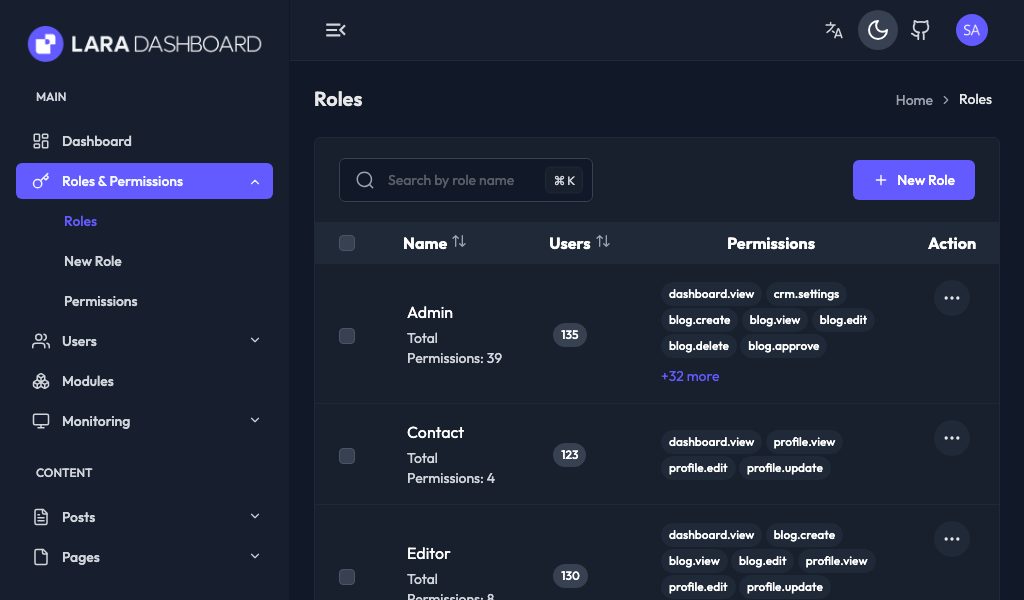 LARA DASHBOARD
MAIN
Dashboard
Roles & Permissions
Roles
New Role
Permissions
Users
Modules
Monitoring
CONTENT
Posts
Pages
SA
Roles
Home > Roles
Search by role name ⌘ K
+ New Role
Name Users Permissions Action
Admin
Total
Permissions: 39
135
dashboard.view crm.settings
blog.create blog.view blog.edit
blog.delete blog.approve
+32 more
Contact
Total
Permissions: 4
123
dashboard.view profile.view
profile.edit profile.update
Editor
Total
Permissions: 8
130
dashboard.view blog.create
blog.view blog.edit profile.view
profile.edit profile.update